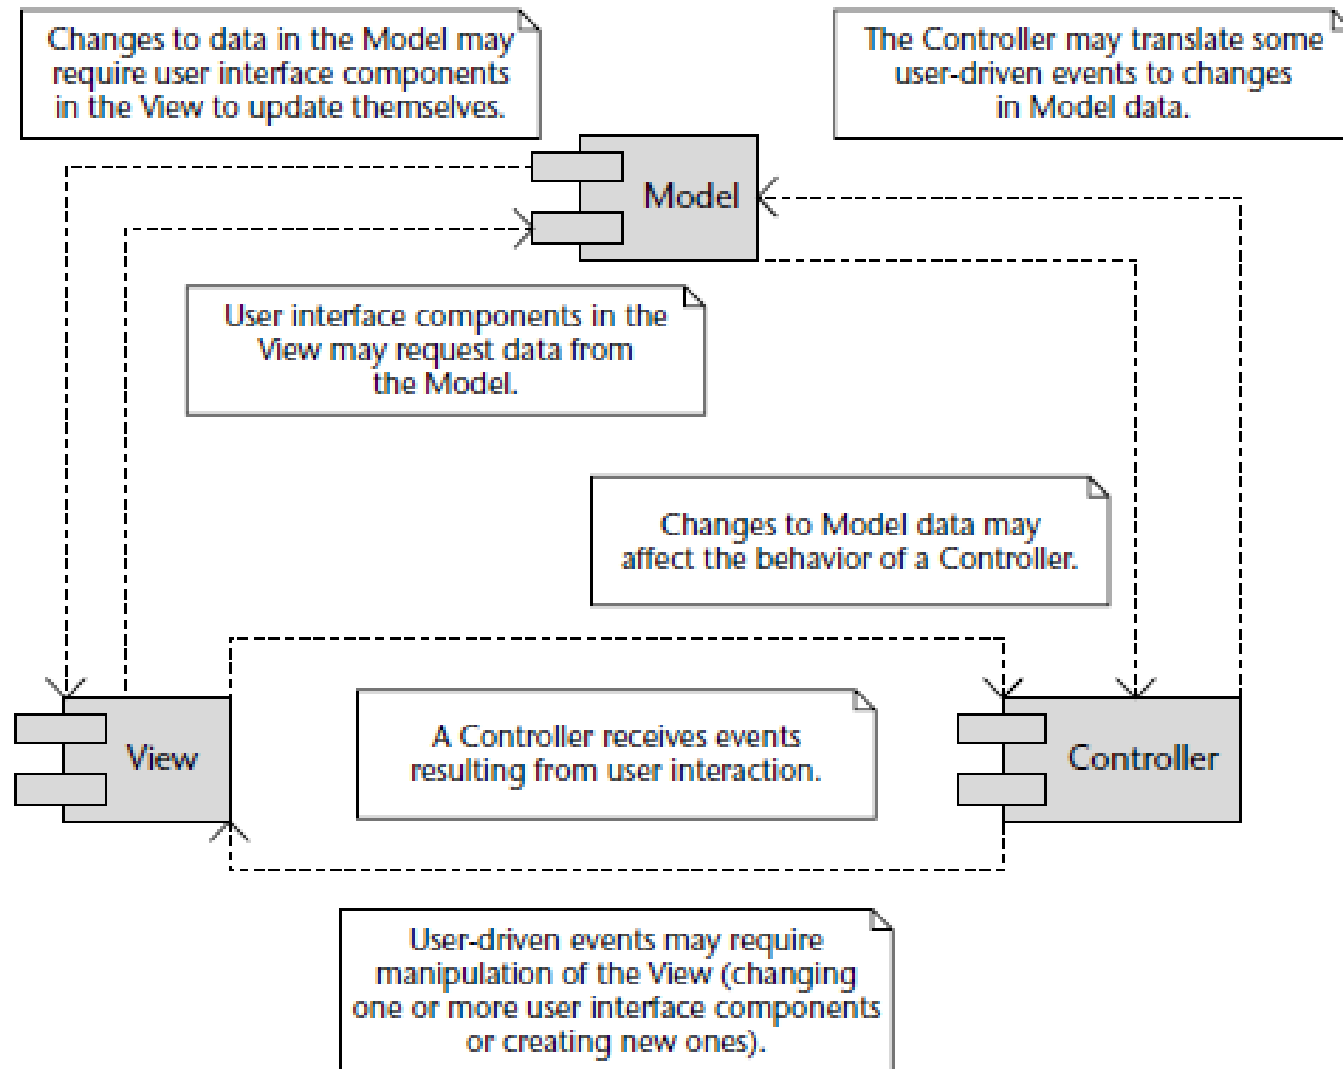 Changes to data in the Model may
require user interface components
in the View to update themselves.
The Controller may translate some
user-driven events to changes
in Model data.
Model
User interface components in the
View may request data from
the Model.
Changes to Model data may
affect the behavior of a Controller.
View
A Controller receives events
resulting from user interaction.
Controller
User-driven events may require
manipulation of the View (changing
one or more user interface components
or creating new ones).